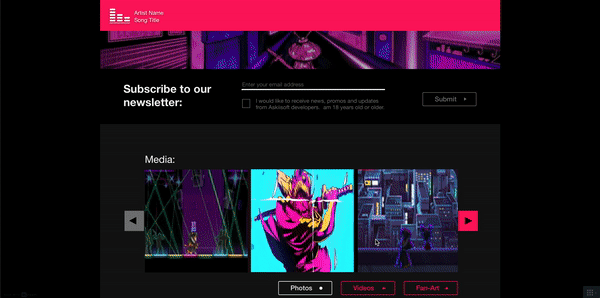 Artist Name
Song Title
Subscribe to our
newsletter:
Enter your email address
I would like to receive news, promos and updates
from Askiisoft developers. am 18 years old or older.
Submit
Media:
Photos
Videos
Fan-Art